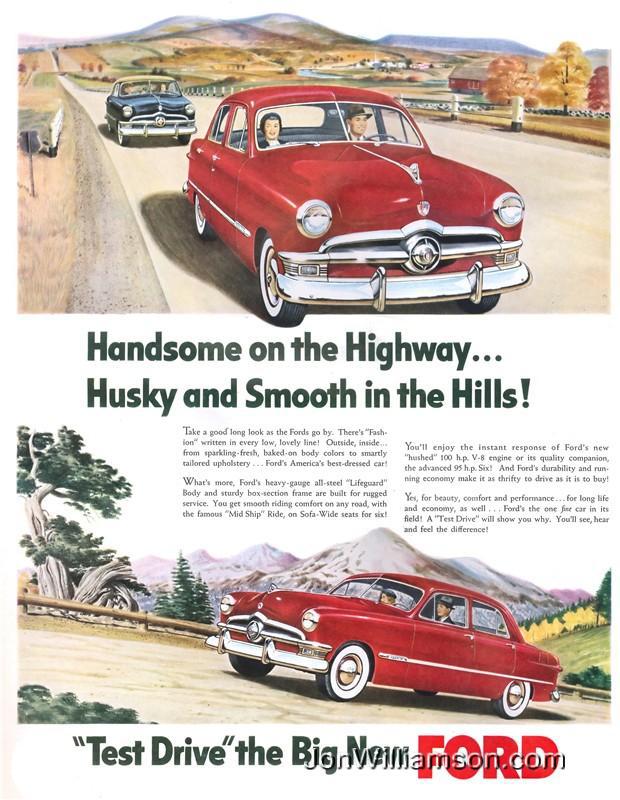 Handsome on the Highway...
Husky and Smooth in the Hills!
Take a good long look as the Fords go by. There's "Fash-
ion" written in every low, lovely line! Outside, inside...
from sparkling-fresh, baked-on body colors to smartly
tailored upholstery . . . Ford's America's best-dressed car!
What's more, Ford's heavy-gauge all-steel "Lifeguard"
Body and sturdy box-section frame are built for rugged
service. You get smooth riding comfort on any road, with
the famous "Mid Ship" Ride, on Sofa-Wide seats for six!
You'll enjoy the instant response of Ford's new
"hushed" 100 h.p. V-8 engine or its quality companion,
the advanced 95 h.p. Six! And Ford's durability and run-
ning economy make it as thrifty to drive as it is to buy!
Yes, for beauty, comfort and performance . . . for long life
and economy, as well . . . Ford's the one fine car in its
field! A "Test Drive" will show you why. You'll see, hear
and feel the difference!
"Test Drive" the Big New FORD
JonWilliamson.com